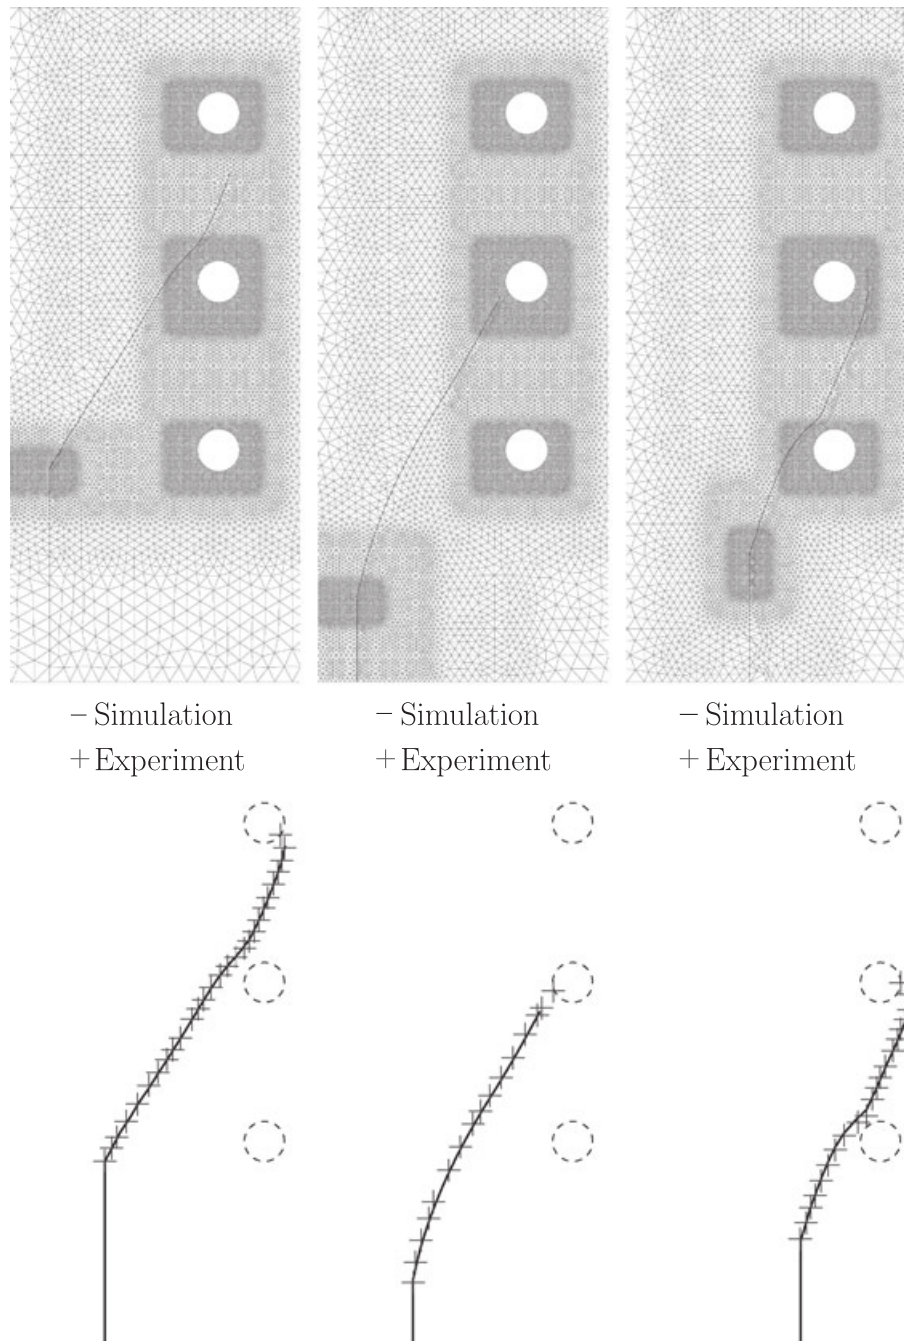 – Simulation – Simulation – Simulation
+ Experiment + Experiment + Experiment